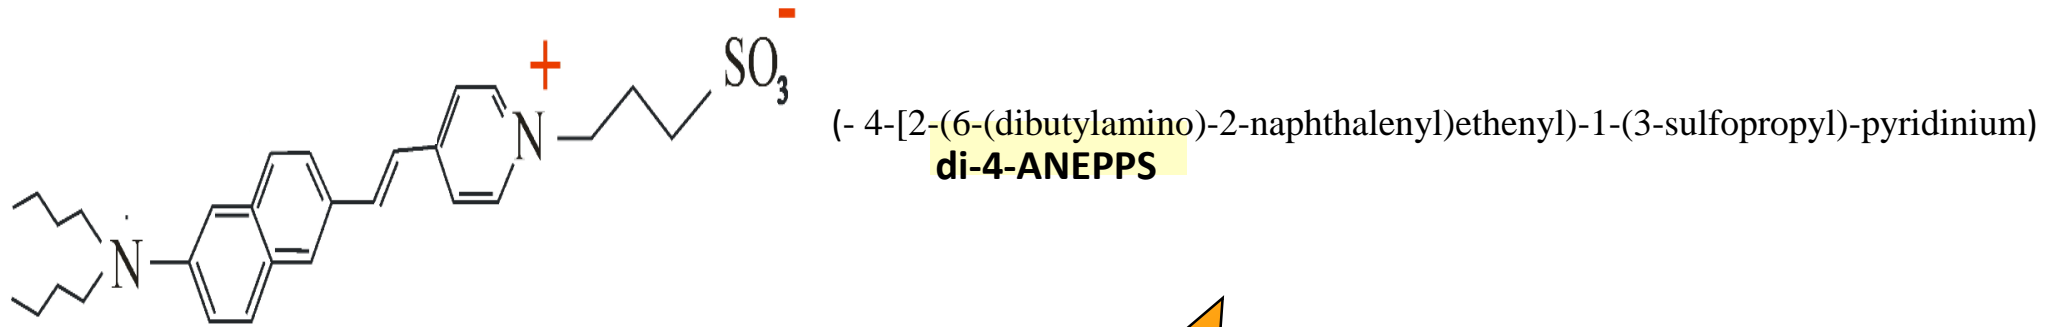 -
+
SO3
N
N
(- 4-[2-(6-(dibutylamino)-2-naphthalenyl)ethenyl)-1-(3-sulfopropyl)-pyridinium)
di-4-ANEPPS